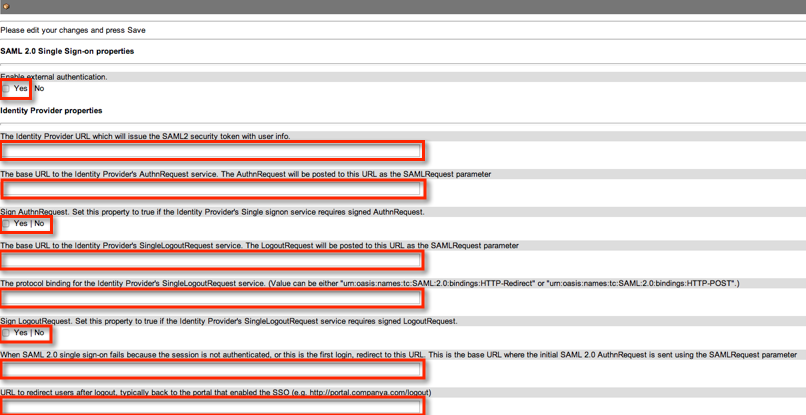 Please edit your changes and press Save
SAML 2.0 Single Sign-on properties
Enable external authentication.
Yes | No
Identity Provider properties
The Identity Provider URL which will issue the SAML2 security token with user info.
The base URL to the Identity Provider's AuthnRequest service. The AuthnRequest will be posted to this URL as the SAMLRequest parameter
Sign AuthnRequest. Set this property to true if the Identity Provider's Single signon service requires signed AuthnRequest.
Yes | No
The base URL to the Identity Provider's SingleLogoutRequest service. The LogoutRequest will be posted to this URL as the SAMLRequest parameter
The protocol binding for the Identity Provider's SingleLogoutRequest service. (Value can be either "urn:oasis:names:tc:SAML:2.0:bindings:HTTP-Redirect" or "urn:oasis:names:tc:SAML:2.0:bindings:HTTP-POST".)
Sign LogoutRequest. Set this property to true if the Identity Provider's SingleLogoutRequest service requires signed LogoutRequest.
Yes | No
When SAML 2.0 single sign-on fails because the session is not authenticated, or this is the first login, redirect to this URL. This is the base URL where the initial SAML 2.0 AuthnRequest is sent using the SAMLRequest parameter
URL to redirect users after logout, typically back to the portal that enabled the SSO (e.g. http://portal.companya.com/logout)